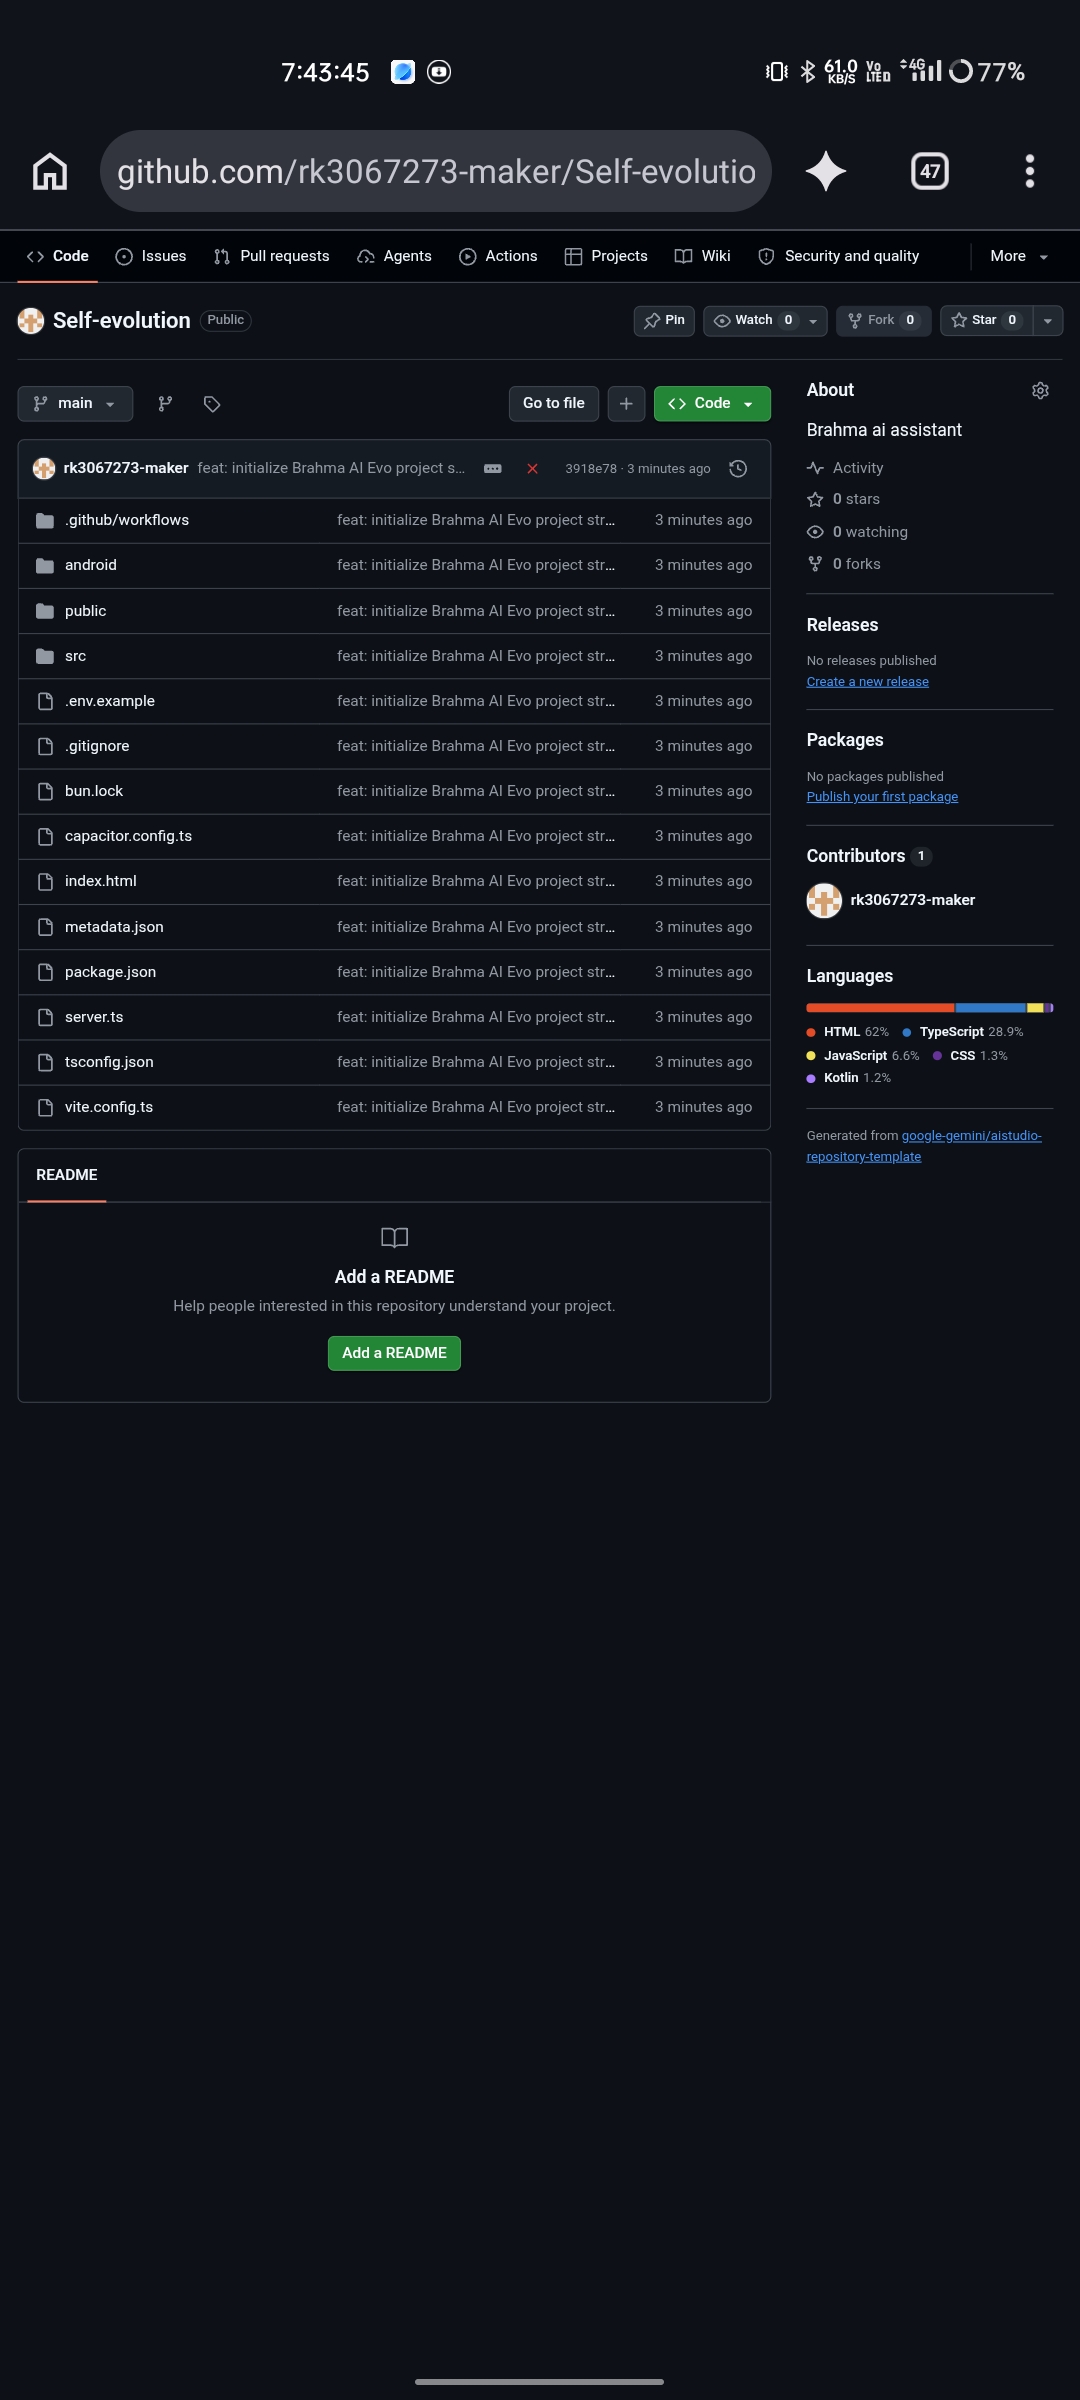 7:43:45
61.0 KB/S
Vo LTE
4G
77%
github.com/rk3067273-maker/Self-evolutio
47
Code Issues Pull requests Agents Actions Projects Wiki Security and quality More
Self-evolution Public Pin Watch 0 Fork 0 Star 0
main Go to file Code
rk3067273-maker feat: initialize Brahma AI Evo project s... 3918e78 · 3 minutes ago
.github/workflows feat: initialize Brahma AI Evo project str... 3 minutes ago
android feat: initialize Brahma AI Evo project str... 3 minutes ago
public feat: initialize Brahma AI Evo project str... 3 minutes ago
src feat: initialize Brahma AI Evo project str... 3 minutes ago
.env.example feat: initialize Brahma AI Evo project str... 3 minutes ago
.gitignore feat: initialize Brahma AI Evo project str... 3 minutes ago
bun.lock feat: initialize Brahma AI Evo project str... 3 minutes ago
capacitor.config.ts feat: initialize Brahma AI Evo project str... 3 minutes ago
index.html feat: initialize Brahma AI Evo project str... 3 minutes ago
metadata.json feat: initialize Brahma AI Evo project str... 3 minutes ago
package.json feat: initialize Brahma AI Evo project str... 3 minutes ago
server.ts feat: initialize Brahma AI Evo project str... 3 minutes ago
tsconfig.json feat: initialize Brahma AI Evo project str... 3 minutes ago
vite.config.ts feat: initialize Brahma AI Evo project str... 3 minutes ago
README
Add a README
Help people interested in this repository understand your project.
Add a README
About
Brahma ai assistant
Activity
0 stars
0 watching
0 forks
Releases
No releases published
Create a new release
Packages
No packages published
Publish your first package
Contributors 1
rk3067273-maker
Languages
HTML 62% TypeScript 28.9%
JavaScript 6.6% CSS 1.3%
Kotlin 1.2%
Generated from google-gemini/aistudio-
repository-template